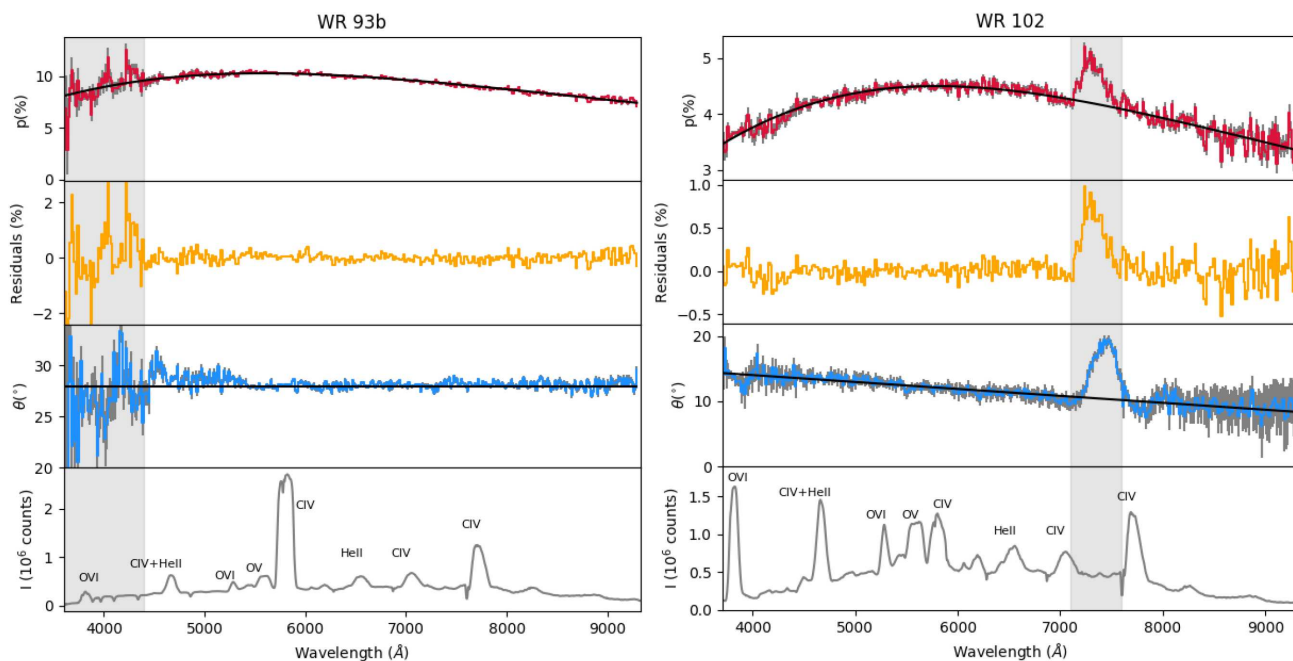 WR 93b
p(%)
10
5
0
Residuals (%)
2
0
−2
θ(°)
30
25
20
I (10⁶ counts)
2
1
0
OVI
CIV+HeII
OVI
OV
CIV
HeII
CIV
CIV
4000 5000 6000 7000 8000 9000
Wavelength (Å)
WR 102
p(%)
5
4
3
Residuals (%)
1.0
0.5
0.0
−0.5
θ(°)
20
10
0
I (10⁶ counts)
1.5
1.0
0.5
0.0
OVI
CIV+HeII
OVI
OV
CIV
HeII
CIV
CIV
4000 5000 6000 7000 8000 9000
Wavelength (Å)